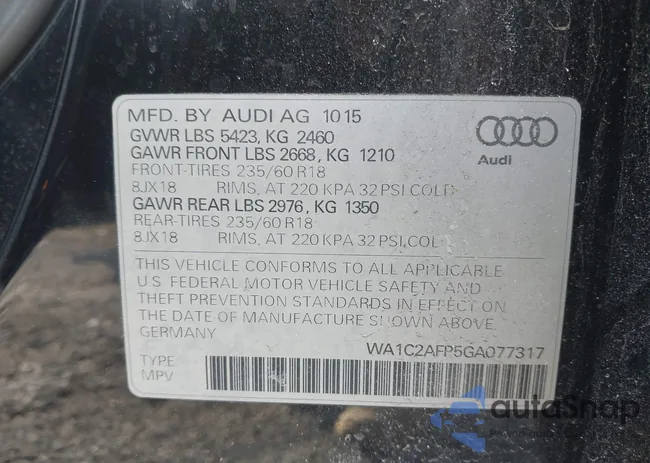 MFD. BY AUDI AG 10 15
GVWR LBS 5423, KG 2460
GAWR FRONT LBS 2668, KG 1210
FRONT-TIRES 235/60 R18
8JX18 RIMS, AT 220 KPA 32 PSI, COLD
GAWR REAR LBS 2976, KG 1350
REAR-TIRES 235/60 R18
8JX18 RIMS, AT 220 KPA 32 PSI, COL
Audi
THIS VEHICLE CONFORMS TO ALL APPLICABLE
U.S. FEDERAL MOTOR VEHICLE SAFETY AND
THEFT PREVENTION STANDARDS IN EFFECT ON
THE DATE OF MANUFACTURE SHOWN ABOVE.
GERMANY
WA1C2AFP5GA077317
TYPE
MPV
autoSnap